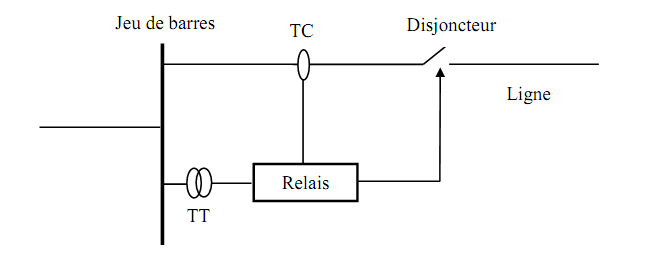 Jeu de barres
TC
Disjoncteur
Ligne
Relais
TT